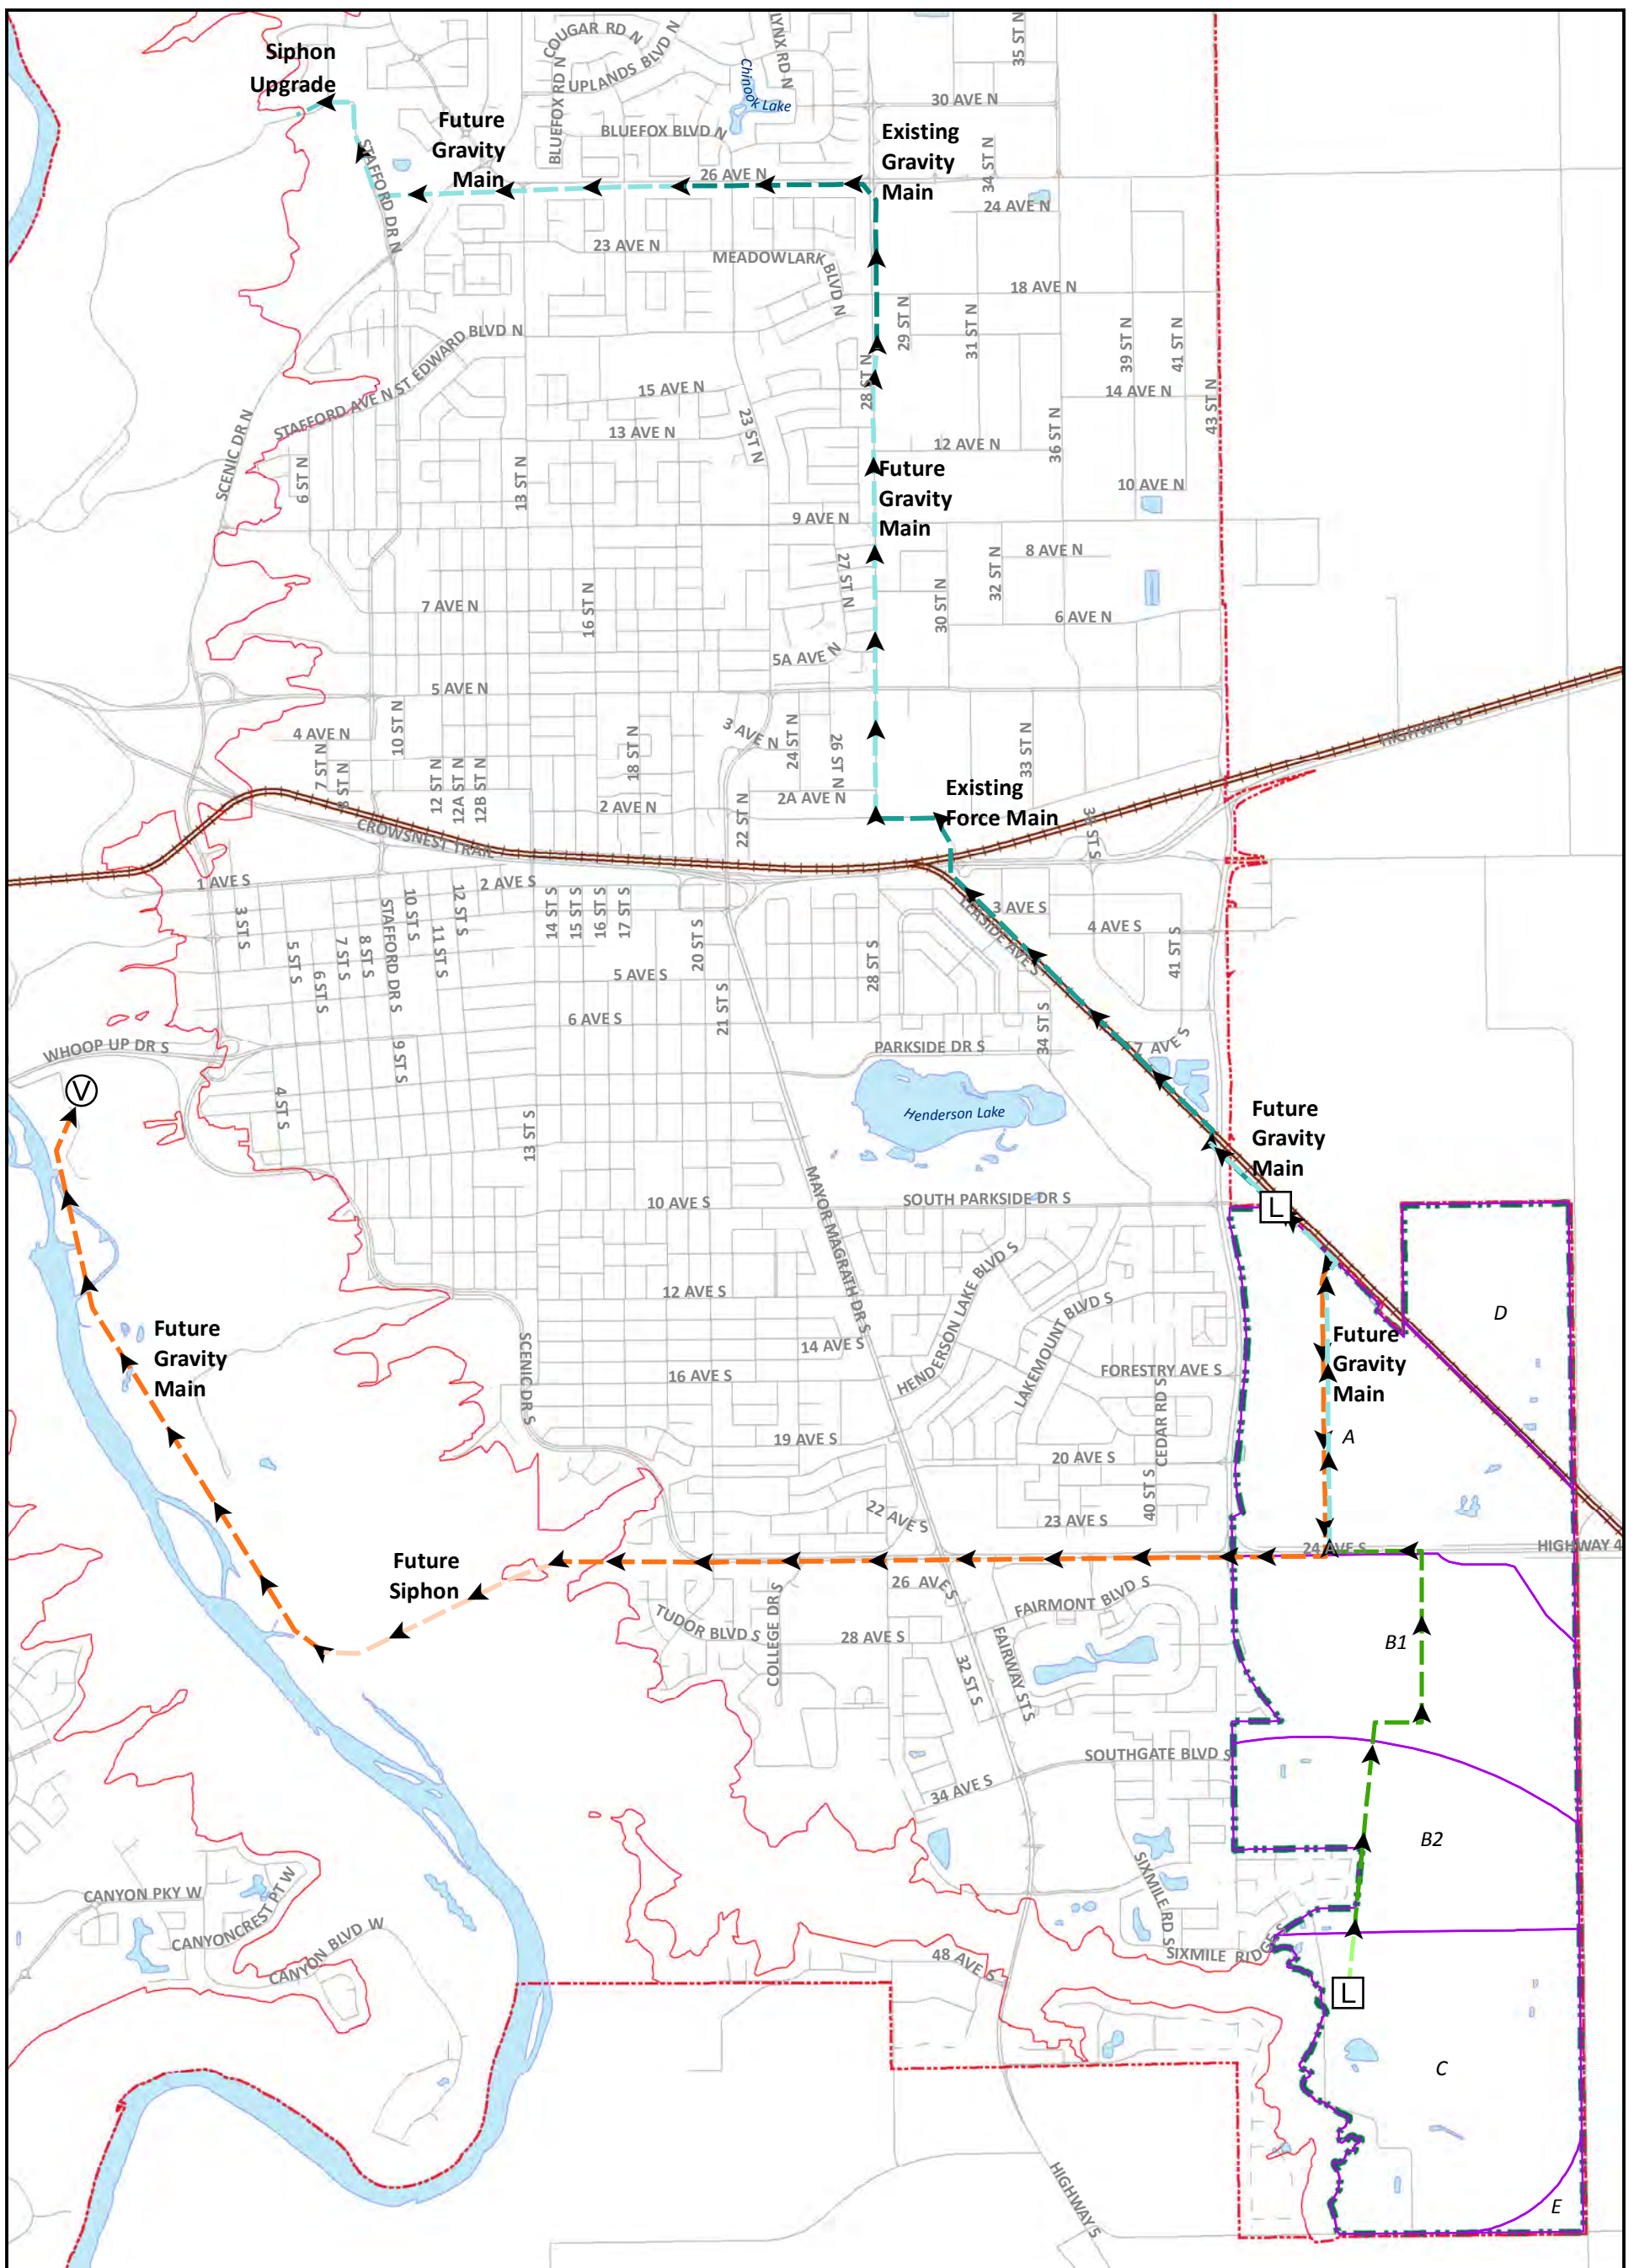 Siphon
Upgrade
COUGAR RD N
LYNX RD N
35 ST N
BLUEFOX RD N
UPLANDS BLVD N
Chinook Lake
30 AVE N
Future
Gravity
Main
BLUEFOX BLVD N
Existing
Gravity
Main
34 ST N
26 AVE N
STAFFORD DR N
24 AVE N
23 AVE N
MEADOWLARK
BLVD N
18 AVE N
29 ST N
31 ST N
39 ST N
41 ST N
ST EDWARD BLVD N
STAFFORD AVE N
15 AVE N
28 ST N
14 AVE N
43 ST N
SCENIC DR N
13 AVE N
23 ST N
12 AVE N
36 ST N
6 ST N
13 ST N
Future
Gravity
Main
10 AVE N
9 AVE N
27 ST N
8 AVE N
32 ST N
7 AVE N
16 ST N
30 ST N
6 AVE N
5A AVE N
5 AVE N
4 AVE N
10 ST N
3 AVE N
24 ST N
26 ST N
33 ST N
HIGHWAY 3
7 ST N
8 ST N
12 ST N
12A ST N
12B ST N
18 ST N
2 AVE N
22 ST N
2A AVE N
Existing
Force Main
CROWSNEST TRAIL
1 AVE S
2 AVE S
3 ST S
5 ST S
6 ST S
7 ST S
8 ST S
STAFFORD DR S
10 ST S
11 ST S
12 ST S
14 ST S
15 ST S
16 ST S
17 ST S
20 ST S
21 ST S
28 ST S
3 AVE S
4 AVE S
41 ST S
5 AVE S
6 AVE S
34 ST S
7 AVE S
WHOOP UP DR S
9 ST S
PARKSIDE DR S
V
4 ST S
Henderson Lake
13 ST S
Future
Gravity
Main
MAYOR MAGRATH DR S
10 AVE S
SOUTH PARKSIDE DR S
L
12 AVE S
HENDERSON LAKE BLVD S
LAKEMOUNT BLVD S
D
Future
Gravity
Main
SCENIC DR S
14 AVE S
Future
Gravity
Main
16 AVE S
FORESTRY AVE S
CEDAR RD S
A
19 AVE S
20 AVE S
40 ST S
22 AVE S
23 AVE S
24 AVE S
HIGHWAY 4
Future
Siphon
26 AVE S
TUDOR BLVD S
COLLEGE DR S
28 AVE S
FAIRMONT BLVD S
FAIRWAY ST S
32 ST S
B1
SOUTHGATE BLVD S
34 AVE S
B2
SIXMILE RD S
CANYON PKY W
CANYONCREST PT W
CANYON BLVD W
48 AVE S
SIXMILE RIDGE S
L
C
HIGHWAY 5
E